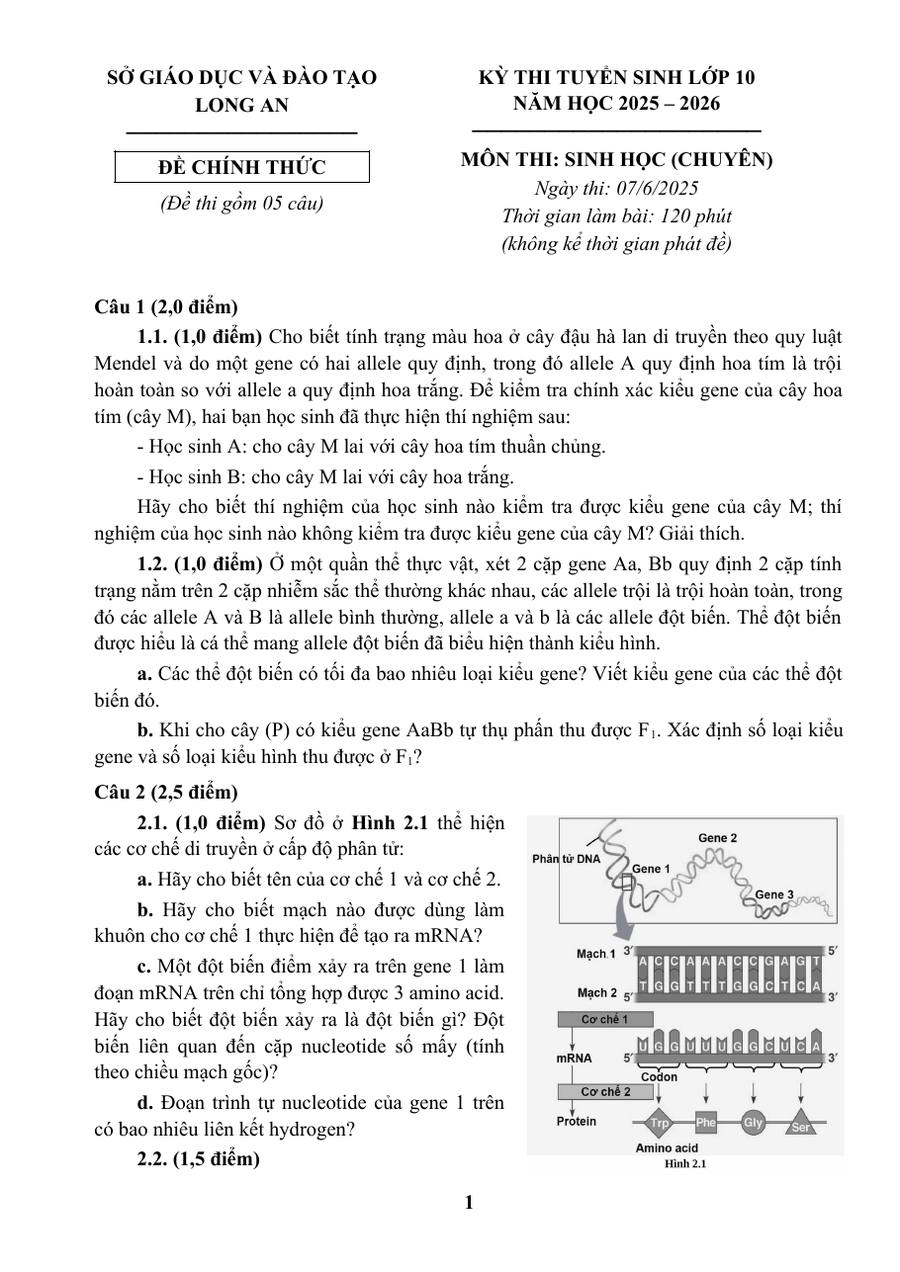 SỞ GIÁO DỤC VÀ ĐÀO TẠO
LONG AN
ĐỀ CHÍNH THỨC
(Đề thi gồm 05 câu)
KỲ THI TUYỂN SINH LỚP 10
NĂM HỌC 2025 – 2026
MÔN THI: SINH HỌC (CHUYÊN)
Ngày thi: 07/6/2025
Thời gian làm bài: 120 phút
(không kể thời gian phát đề)
Câu 1 (2,0 điểm)
1.1. (1,0 điểm) Cho biết tính trạng màu hoa ở cây đậu hà lan di truyền theo quy luật
Mendel và do một gene có hai allele quy định, trong đó allele A quy định hoa tím là trội
hoàn toàn so với allele a quy định hoa trắng. Để kiểm tra chính xác kiểu gene của cây hoa
tím (cây M), hai bạn học sinh đã thực hiện thí nghiệm sau:
- Học sinh A: cho cây M lai với cây hoa tím thuần chủng.
- Học sinh B: cho cây M lai với cây hoa trắng.
Hãy cho biết thí nghiệm của học sinh nào kiểm tra được kiểu gene của cây M; thí
nghiệm của học sinh nào không kiểm tra được kiểu gene của cây M? Giải thích.
1.2. (1,0 điểm) Ở một quần thể thực vật, xét 2 cặp gene Aa, Bb quy định 2 cặp tính
trạng nằm trên 2 cặp nhiễm sắc thể thường khác nhau, các allele trội là trội hoàn toàn, trong
đó các allele A và B là allele bình thường, allele a và b là các allele đột biến. Thể đột biến
được hiểu là cá thể mang allele đột biến đã biểu hiện thành kiểu hình.
a. Các thể đột biến có tối đa bao nhiêu loại kiểu gene? Viết kiểu gene của các thể đột
biến đó.
b. Khi cho cây (P) có kiểu gene AaBb tự thụ phấn thu được F1. Xác định số loại kiểu
gene và số loại kiểu hình thu được ở F1?
Câu 2 (2,5 điểm)
2.1. (1,0 điểm) Sơ đồ ở Hình 2.1 thể hiện
các cơ chế di truyền ở cấp độ phân tử:
a. Hãy cho biết tên của cơ chế 1 và cơ chế 2.
b. Hãy cho biết mạch nào được dùng làm
khuôn cho cơ chế 1 thực hiện để tạo ra mRNA?
c. Một đột biến điểm xảy ra trên gene 1 làm
đoạn mRNA trên chỉ tổng hợp được 3 amino acid.
Hãy cho biết đột biến xảy ra là đột biến gì? Đột
biến liên quan đến cặp nucleotide số mấy (tính
theo chiều mạch gốc)?
d. Đoạn trình tự nucleotide của gene 1 trên
có bao nhiêu liên kết hydrogen?
2.2. (1,5 điểm)
Gene 2
Phân tử DNA
Gene 1
Gene 3
Mạch 1 3′ A C C A A A C C G A G T 5′
Mạch 2 5′ T G G T T T G G C T C A 3′
Cơ chế 1
mRNA 5′ U G G U U U G G C U C A 3′
Codon
Cơ chế 2
Protein Trp Phe Gly Ser
Amino acid
Hình 2.1
1